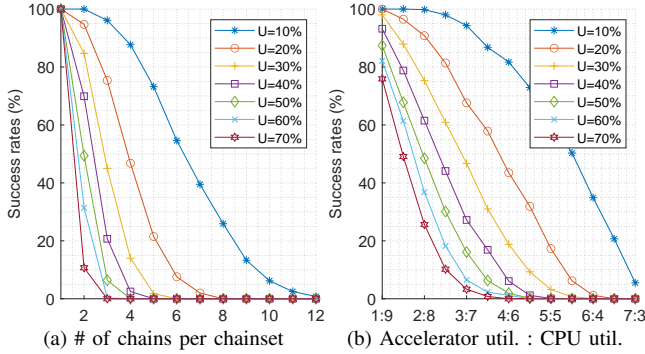 Success rates (%)
100
80
60
40
20
0
2 4 6 8 10 12
U=10%
U=20%
U=30%
U=40%
U=50%
U=60%
U=70%
(a) # of chains per chainset
Success rates (%)
100
80
60
40
20
0
1:9 2:8 3:7 4:6 5:5 6:4 7:3
U=10%
U=20%
U=30%
U=40%
U=50%
U=60%
U=70%
(b) Accelerator util. : CPU util.